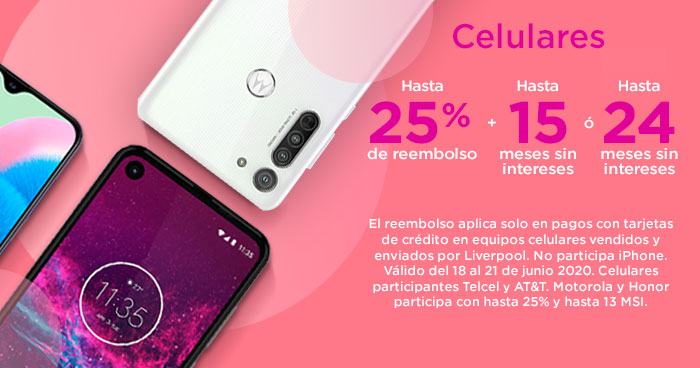 Celulares
Hasta
25%
de reembolso
+
Hasta
15
meses sin
intereses
ó
Hasta
24
meses sin
intereses
El reembolso aplica solo en pagos con tarjetas
de crédito en equipos celulares vendidos y
enviados por Liverpool. No participa iPhone.
Válido del 18 al 21 de junio 2020. Celulares
participantes Telcel y AT&T. Motorola y Honor
participa con hasta 25% y hasta 13 MSI.
11:35
11:35